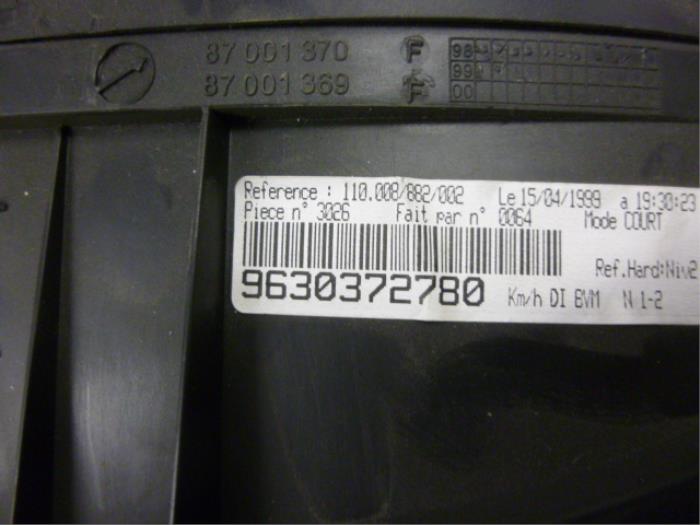 87 001 370 F 98
87 001 369 F 99
00
Reference : 110.008/882/002 Le 15/04/1999 a 19:30:23
Piece n° 3026 Fait par n° 0064 Mode COURT
Ref.Hard:Niv2
9630372780 Km/h DI BVM N 1-2